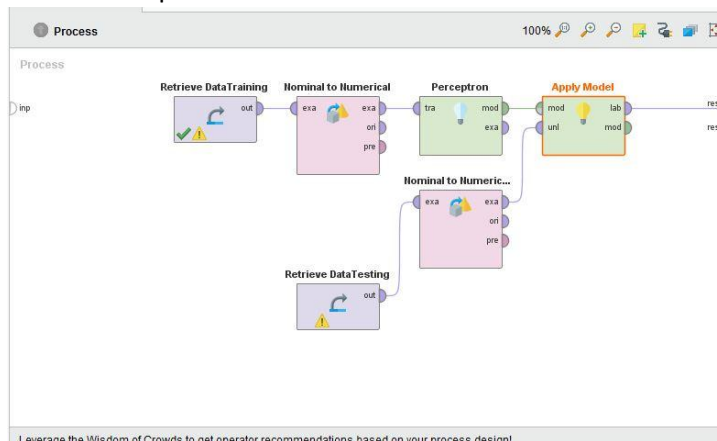 Process
100%
Process
Retrieve DataTraining
Nominal to Numerical
Perceptron
Apply Model
inp
out
exa
exa
ori
pre
tra
mod
exa
mod
lab
unl
mod
res
res
Nominal to Numeric...
exa
exa
ori
pre
Retrieve DataTesting
out
Leverage the Wisdom of Crowds to get operator recommendations based on your process design!